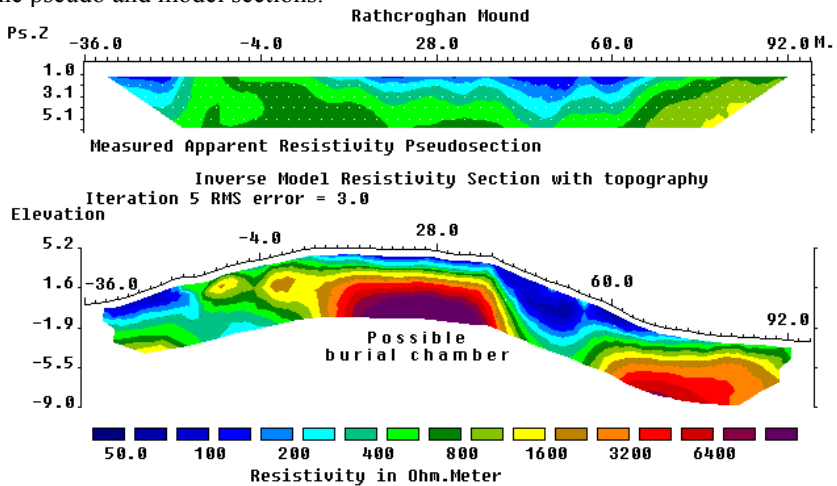 he pseudo and model sections.
Rathcroghan Mound
Ps.Z
-36.0 -4.0 28.0 60.0 92.0 M.
1.0
3.1
5.1
Measured Apparent Resistivity Pseudosection
Inverse Model Resistivity Section with topography
Iteration 5 RMS error = 3.0
Elevation
5.2
1.6
-1.9
-5.5
-9.0
-36.0 -4.0 28.0 60.0 92.0
Possible
burial chamber
50.0 100 200 400 800 1600 3200 6400
Resistivity in Ohm.Meter